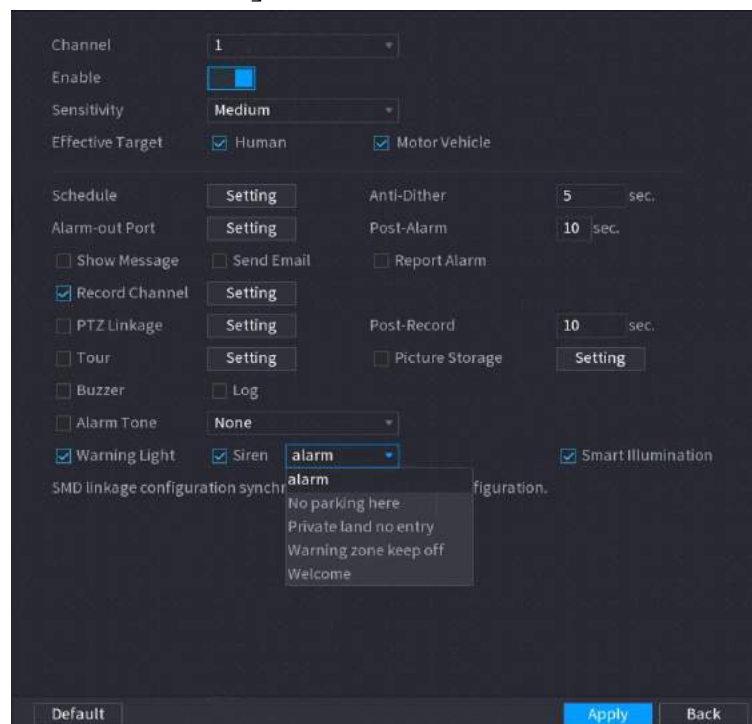 Channel 1
Enable
Sensitivity Medium
Effective Target Human Motor Vehicle
Schedule Setting Anti-Dither 5 sec.
Alarm-out Port Setting Post-Alarm 10 sec.
Show Message Send Email Report Alarm
Record Channel Setting
PTZ Linkage Setting Post-Record 10 sec.
Tour Setting Picture Storage Setting
Buzzer Log
Alarm Tone None
Warning Light Siren alarm Smart Illumination
SMD linkage configuration synchr figuration.
alarm
No parking here
Private land no entry
Warning zone keep off
Welcome
Default Apply Back